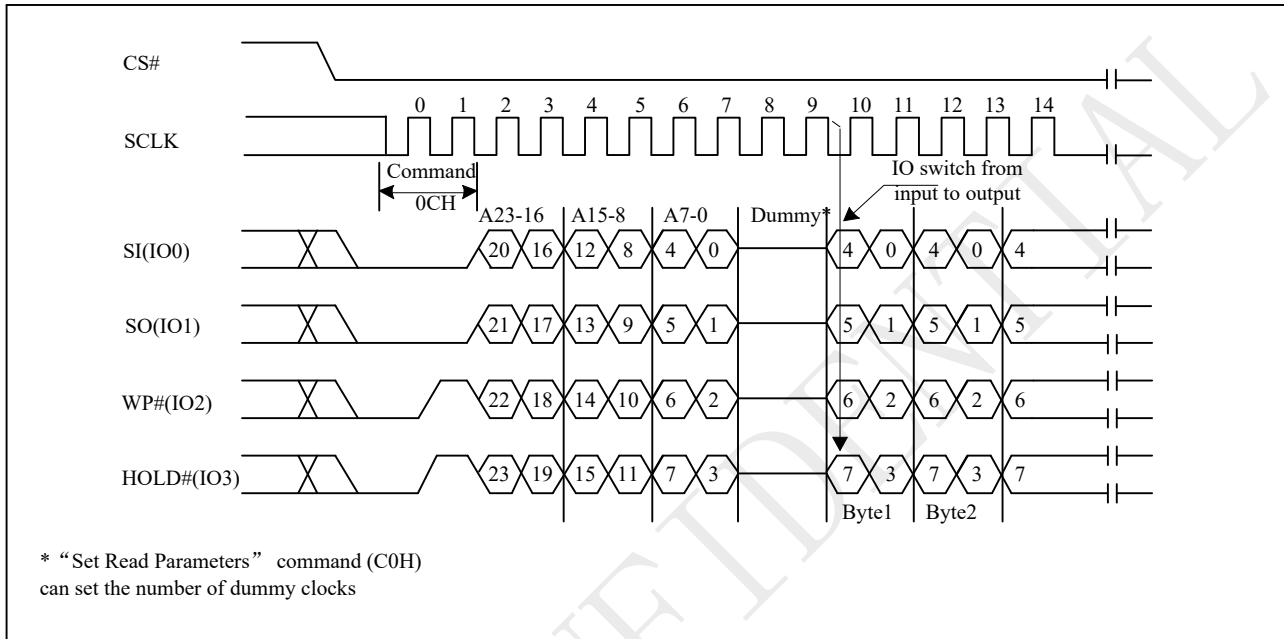 CS#
0 1 2 3 4 5 6 7 8 9 10 11 12 13 14
SCLK
Command
IO switch from
0CH
input to output
A23-16 A15-8 A7-0 Dummy*
SI(IO0) 20 16 12 8 4 0 4 0 4 0 4
SO(IO1) 21 17 13 9 5 1 5 1 5 1 5
WP#(IO2) 22 18 14 10 6 2 6 2 6 2 6
HOLD#(IO3) 23 19 15 11 7 3 7 3 7 3 7
Byte1 Byte2
* “Set Read Parameters” command (C0H)
can set the number of dummy clocks